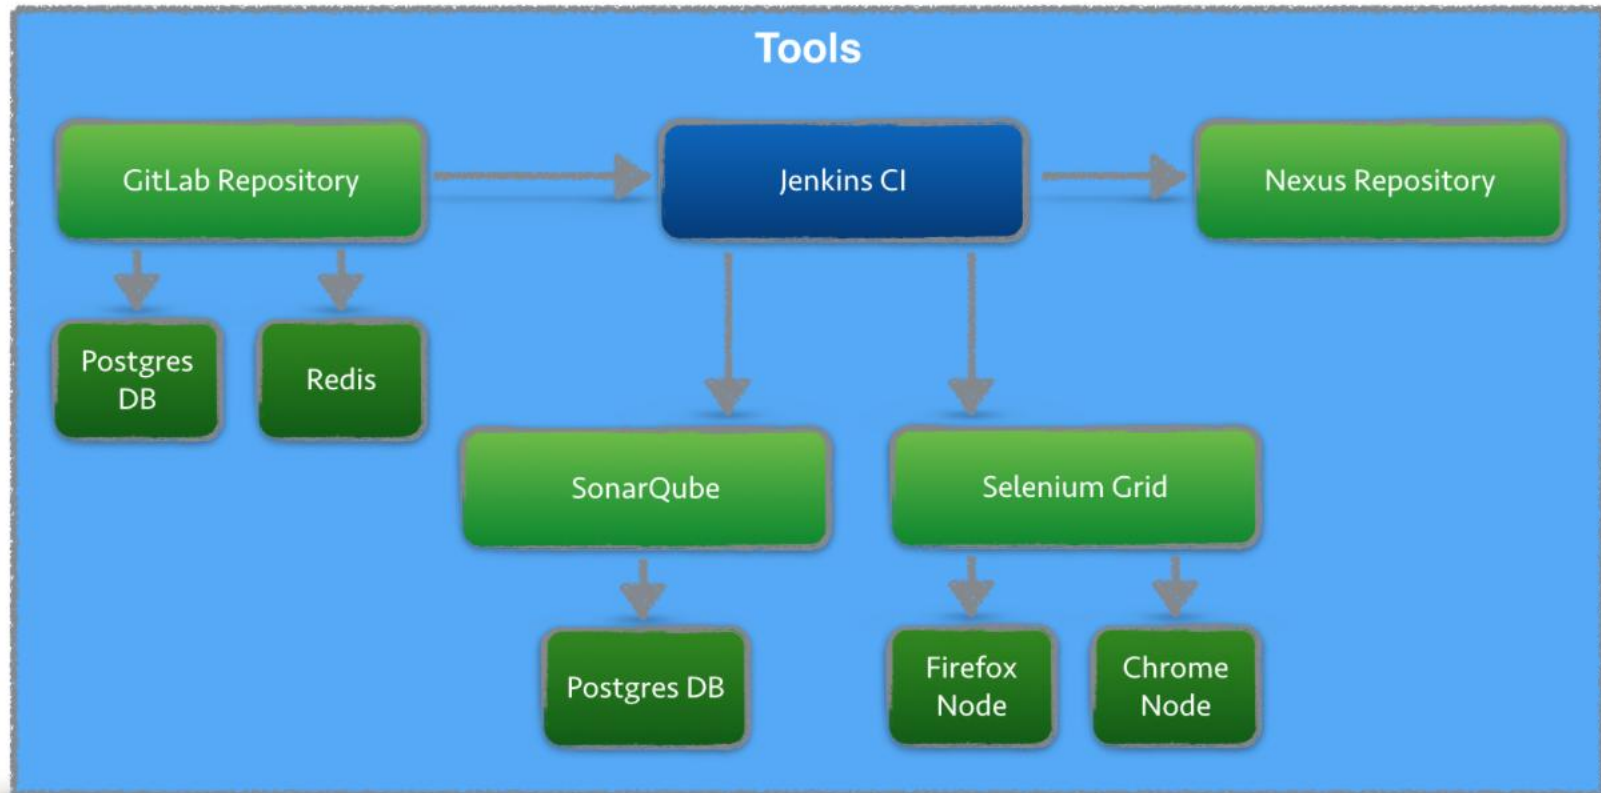 Tools
GitLab Repository
Jenkins CI
Nexus Repository
Postgres
DB
Redis
SonarQube
Selenium Grid
Postgres DB
Firefox
Node
Chrome
Node